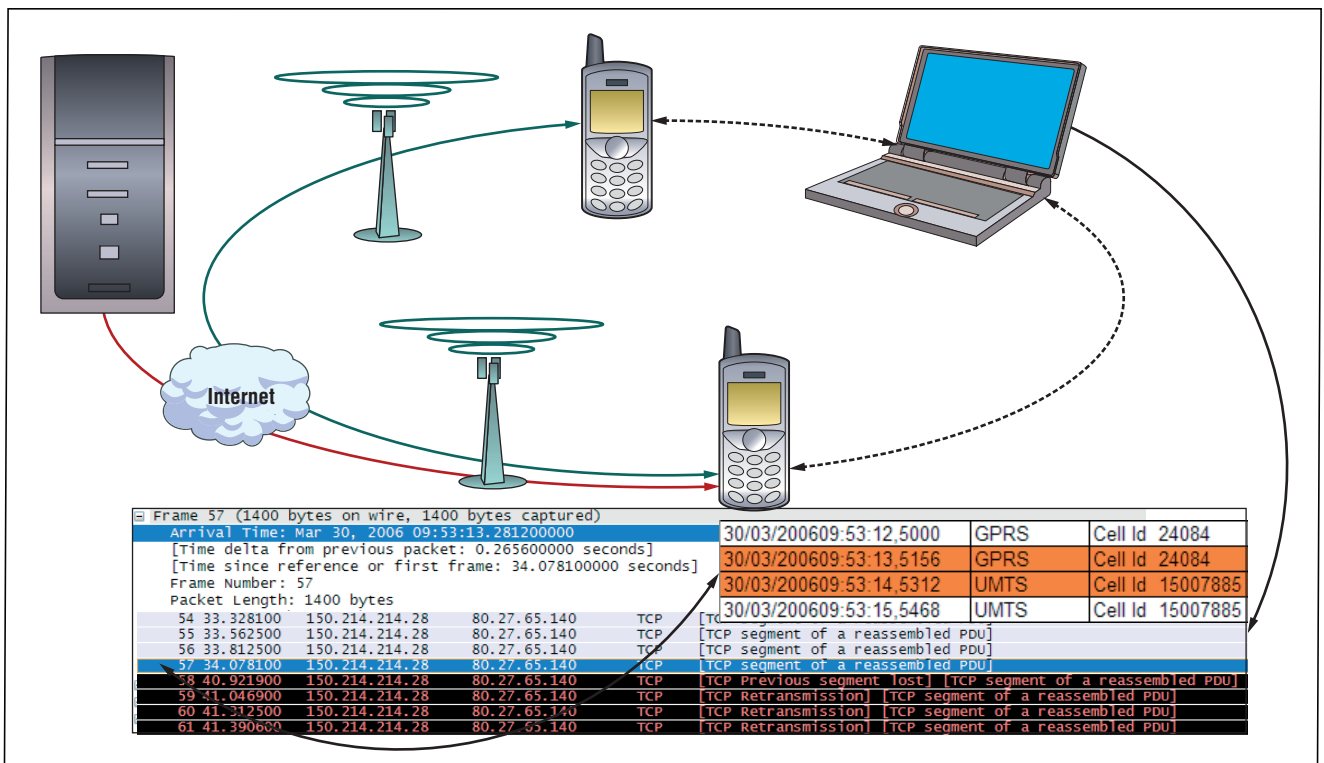 Internet
Frame 57 (1400 bytes on wire, 1400 bytes captured)
Arrival Time: Mar 30, 2006 09:53:13.281200000
[Time delta from previous packet: 0.265600000 seconds]
[Time since reference or first frame: 34.078100000 seconds]
Frame Number: 57
Packet Length: 1400 bytes
30/03/200609:53:12,5000 GPRS Cell Id 24084
30/03/200609:53:13,5156 GPRS Cell Id 24084
30/03/200609:53:14,5312 UMTS Cell Id 15007885
30/03/200609:53:15,5468 UMTS Cell Id 15007885
54 33.328100 150.214.214.28 80.27.65.140 TCP
55 33.562500 150.214.214.28 80.27.65.140 TCP [TCP segment of a reassembled PDU]
56 33.812500 150.214.214.28 80.27.65.140 TCP [TCP segment of a reassembled PDU]
57 34.078100 150.214.214.28 80.27.65.140 TCP [TCP segment of a reassembled PDU]
58 40.921900 150.214.214.28 80.27.65.140 TCP [TCP Previous segment lost] [TCP segment of a reassembled PDU]
59 41.046900 150.214.214.28 80.27.65.140 TCP [TCP Retransmission] [TCP segment of a reassembled PDU]
60 41.312500 150.214.214.28 80.27.65.140 TCP [TCP Retransmission] [TCP segment of a reassembled PDU]
61 41.390600 150.214.214.28 80.27.65.140 TCP [TCP Retransmission] [TCP segment of a reassembled PDU]